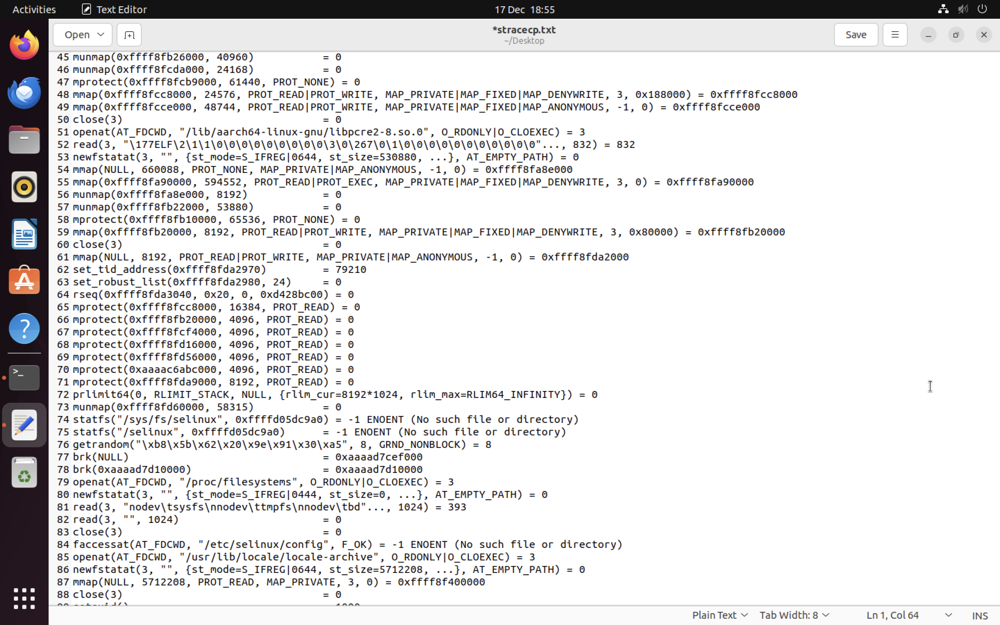 Activities Text Editor 17 Dec 18:55
Open *stracecp.txt Save
~/Desktop
45 munmap(0xffff8fb26000, 40960)           = 0
46 munmap(0xffff8fcda000, 24168)           = 0
47 mprotect(0xffff8fcb9000, 61440, PROT_NONE) = 0
48 mmap(0xffff8fcc8000, 24576, PROT_READ|PROT_WRITE, MAP_PRIVATE|MAP_FIXED|MAP_DENYWRITE, 3, 0x188000) = 0xffff8fcc8000
49 mmap(0xffff8fcce000, 48744, PROT_READ|PROT_WRITE, MAP_PRIVATE|MAP_FIXED|MAP_ANONYMOUS, -1, 0) = 0xffff8fcce000
50 close(3)                                = 0
51 openat(AT_FDCWD, "/lib/aarch64-linux-gnu/libpcre2-8.so.0", O_RDONLY|O_CLOEXEC) = 3
52 read(3, "\177ELF\2\1\1\0\0\0\0\0\0\0\0\0\3\0\267\0\1\0\0\0\0\0\0\0\0\0\0\0"..., 832) = 832
53 newfstatat(3, "", {st_mode=S_IFREG|0644, st_size=530880, ...}, AT_EMPTY_PATH) = 0
54 mmap(NULL, 660088, PROT_NONE, MAP_PRIVATE|MAP_ANONYMOUS, -1, 0) = 0xffff8fa8e000
55 mmap(0xffff8fa90000, 594552, PROT_READ|PROT_EXEC, MAP_PRIVATE|MAP_FIXED|MAP_DENYWRITE, 3, 0) = 0xffff8fa90000
56 munmap(0xffff8fa8e000, 8192)            = 0
57 munmap(0xffff8fb22000, 53880)           = 0
58 mprotect(0xffff8fb10000, 65536, PROT_NONE) = 0
59 mmap(0xffff8fb20000, 8192, PROT_READ|PROT_WRITE, MAP_PRIVATE|MAP_FIXED|MAP_DENYWRITE, 3, 0x80000) = 0xffff8fb20000
60 close(3)                                = 0
61 mmap(NULL, 8192, PROT_READ|PROT_WRITE, MAP_PRIVATE|MAP_ANONYMOUS, -1, 0) = 0xffff8fda2000
62 set_tid_address(0xffff8fda2970)         = 79210
63 set_robust_list(0xffff8fda2980, 24)     = 0
64 rseq(0xffff8fda3040, 0x20, 0, 0xd428bc00) = 0
65 mprotect(0xffff8fcc8000, 16384, PROT_READ) = 0
66 mprotect(0xffff8fb20000, 4096, PROT_READ) = 0
67 mprotect(0xffff8fcf4000, 4096, PROT_READ) = 0
68 mprotect(0xffff8fd16000, 4096, PROT_READ) = 0
69 mprotect(0xffff8fd56000, 4096, PROT_READ) = 0
70 mprotect(0xaaaac6abc000, 4096, PROT_READ) = 0
71 mprotect(0xffff8fda9000, 8192, PROT_READ) = 0
72 prlimit64(0, RLIMIT_STACK, NULL, {rlim_cur=8192*1024, rlim_max=RLIM64_INFINITY}) = 0
73 munmap(0xffff8fd60000, 58315)           = 0
74 statfs("/sys/fs/selinux", 0xffffd05dc9a0) = -1 ENOENT (No such file or directory)
75 statfs("/selinux", 0xffffd05dc9a0)      = -1 ENOENT (No such file or directory)
76 getrandom("\xb8\x5b\x62\x20\x9e\x91\x30\xa5", 8, GRND_NONBLOCK) = 8
77 brk(NULL)                               = 0xaaaad7cef000
78 brk(0xaaaad7d10000)                     = 0xaaaad7d10000
79 openat(AT_FDCWD, "/proc/filesystems", O_RDONLY|O_CLOEXEC) = 3
80 newfstatat(3, "", {st_mode=S_IFREG|0444, st_size=0, ...}, AT_EMPTY_PATH) = 0
81 read(3, "nodev\tsysfs\nnodev\ttmpfs\nnodev\tbd"..., 1024) = 393
82 read(3, "", 1024)                       = 0
83 close(3)                                = 0
84 faccessat(AT_FDCWD, "/etc/selinux/config", F_OK) = -1 ENOENT (No such file or directory)
85 openat(AT_FDCWD, "/usr/lib/locale/locale-archive", O_RDONLY|O_CLOEXEC) = 3
86 newfstatat(3, "", {st_mode=S_IFREG|0644, st_size=5712208, ...}, AT_EMPTY_PATH) = 0
87 mmap(NULL, 5712208, PROT_READ, MAP_PRIVATE, 3, 0) = 0xffff8f400000
88 close(3)                                = 0
Plain Text Tab Width: 8 Ln 1, Col 64 INS